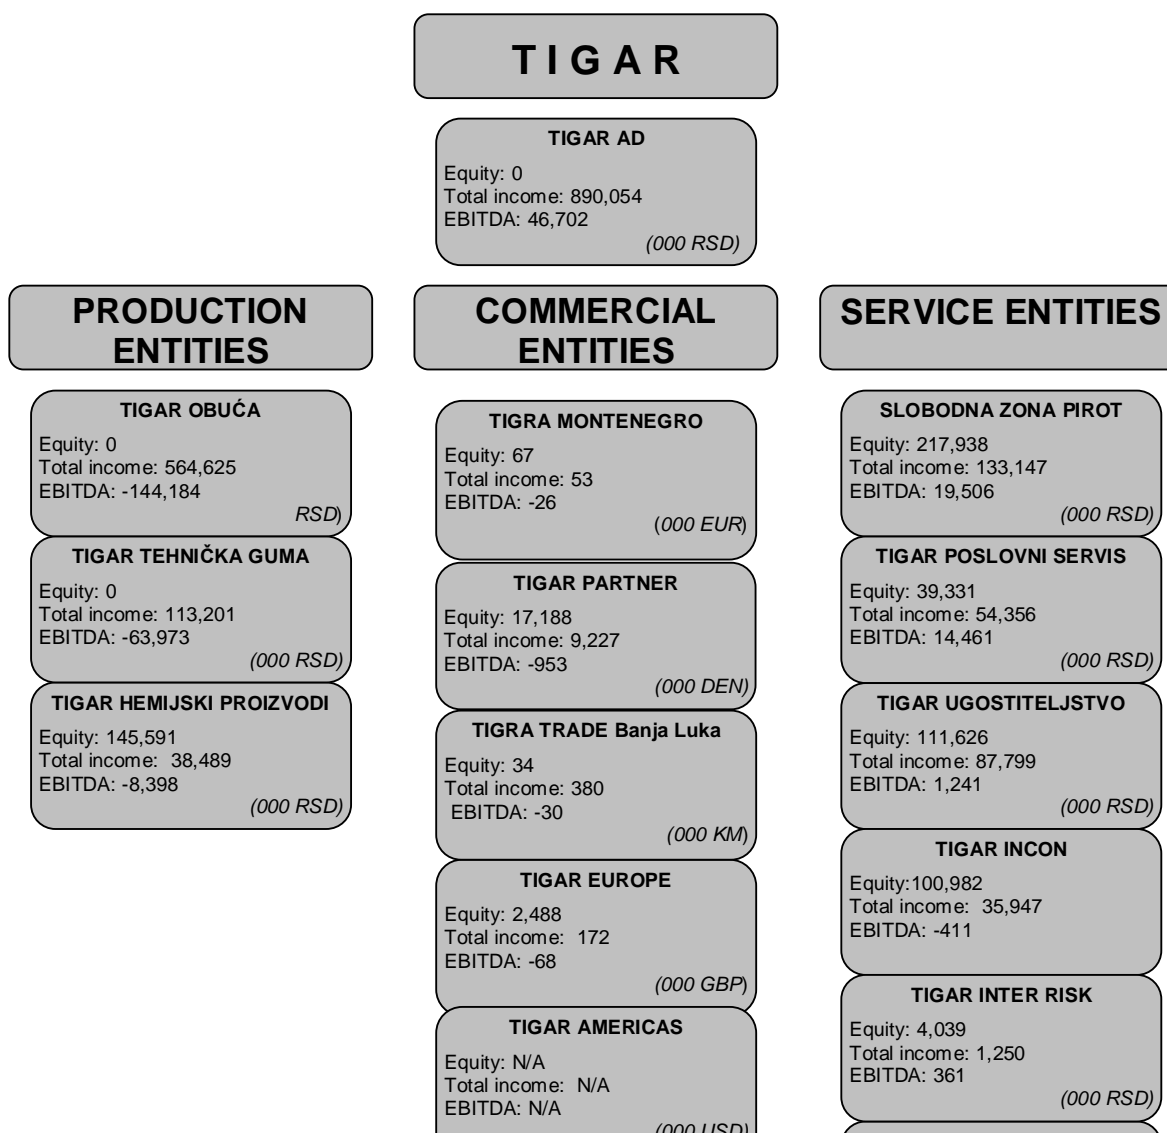 T I G A R
TIGAR AD
Equity: 0
Total income: 890,054
EBITDA: 46,702
(000 RSD)
PRODUCTION
ENTITIES
TIGAR OBUĆA
Equity: 0
Total income: 564,625
EBITDA: -144,184
RSD)
TIGAR TEHNIČKA GUMA
Equity: 0
Total income: 113,201
EBITDA: -63,973
(000 RSD)
TIGAR HEMIJSKI PROIZVODI
Equity: 145,591
Total income: 38,489
EBITDA: -8,398
(000 RSD)
COMMERCIAL
ENTITIES
TIGRA MONTENEGRO
Equity: 67
Total income: 53
EBITDA: -26
(000 EUR)
TIGAR PARTNER
Equity: 17,188
Total income: 9,227
EBITDA: -953
(000 DEN)
TIGRA TRADE Banja Luka
Equity: 34
Total income: 380
EBITDA: -30
(000 KM)
TIGAR EUROPE
Equity: 2,488
Total income: 172
EBITDA: -68
(000 GBP)
TIGAR AMERICAS
Equity: N/A
Total income: N/A
EBITDA: N/A
(000 USD)
SERVICE ENTITIES
SLOBODNA ZONA PIROT
Equity: 217,938
Total income: 133,147
EBITDA: 19,506
(000 RSD)
TIGAR POSLOVNI SERVIS
Equity: 39,331
Total income: 54,356
EBITDA: 14,461
(000 RSD)
TIGAR UGOSTITELJSTVO
Equity: 111,626
Total income: 87,799
EBITDA: 1,241
(000 RSD)
TIGAR INCON
Equity:100,982
Total income: 35,947
EBITDA: -411
TIGAR INTER RISK
Equity: 4,039
Total income: 1,250
EBITDA: 361
(000 RSD)